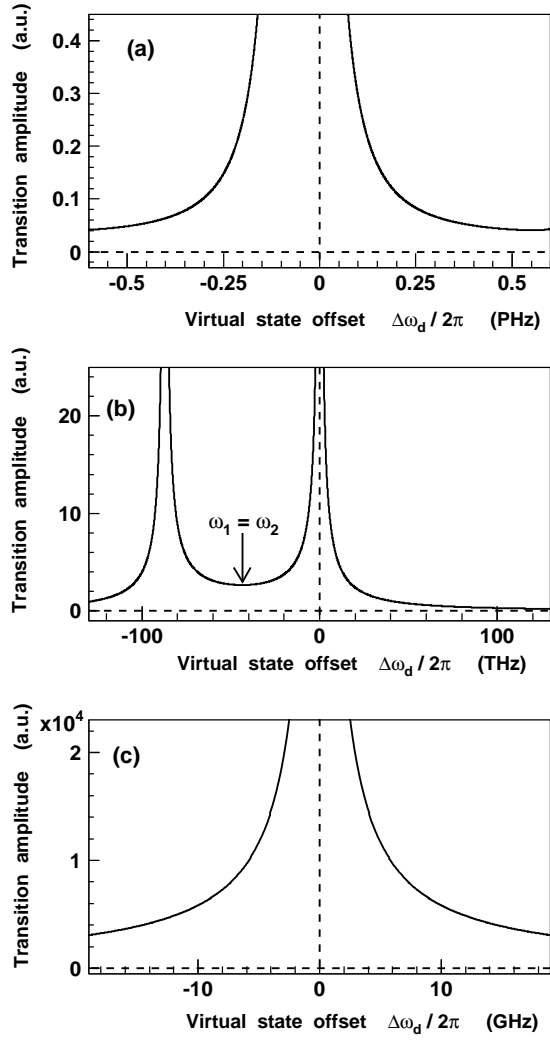 Transition amplitude (a.u.)
(a)
0.4
0.3
0.2
0.1
0
-0.5 -0.25 0 0.25 0.5
Virtual state offset Δω_d / 2π (PHz)
Transition amplitude (a.u.)
(b)
20
10
0
ω_1 = ω_2
-100 0 100
Virtual state offset Δω_d / 2π (THz)
Transition amplitude (a.u.)
x10^4
(c)
2
1
0
-10 0 10
Virtual state offset Δω_d / 2π (GHz)